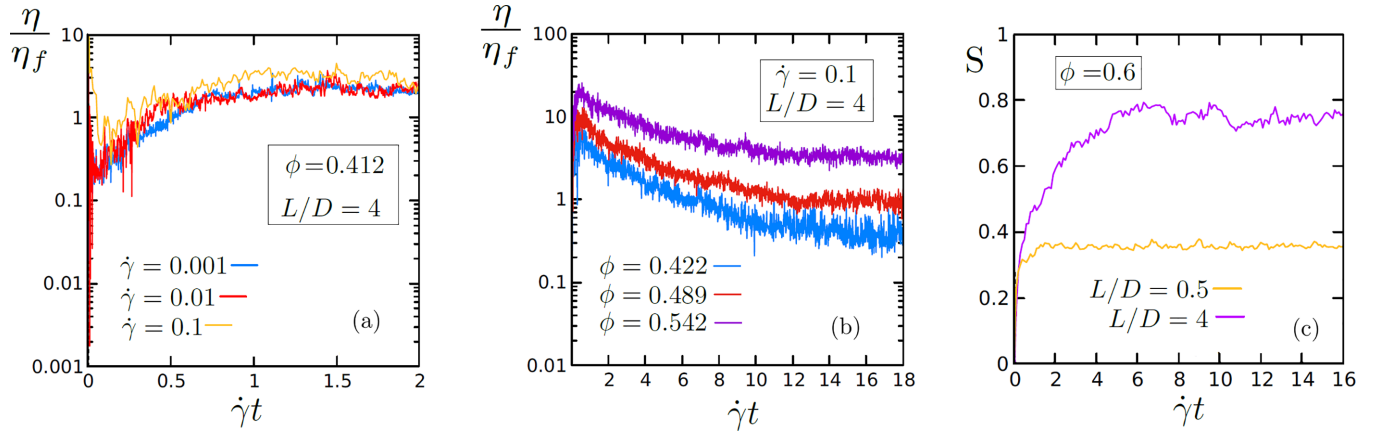 η/η_f
10
1
0.1
0.01
0.001
0 0.5 1 1.5 2
γ̇t
ϕ=0.412
L/D = 4
γ̇ = 0.001
γ̇ = 0.01
γ̇ = 0.1
(a)
η/η_f
100
10
1
0.1
0.01
2 4 6 8 10 12 14 16 18
γ̇t
γ̇ = 0.1
L/D = 4
ϕ = 0.422
ϕ = 0.489
ϕ = 0.542
(b)
S
1
0.8
0.6
0.4
0.2
0
0 2 4 6 8 10 12 14 16
γ̇t
ϕ=0.6
L/D = 0.5
L/D = 4
(c)